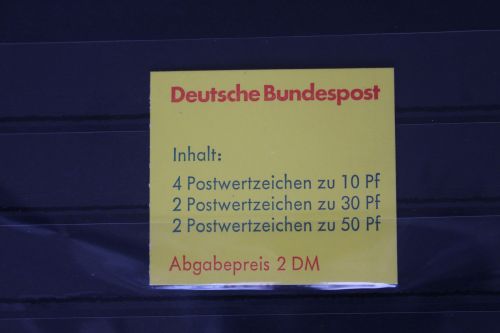 Deutsche Bundespost
Inhalt:
4 Postwertzeichen zu 10 Pf
2 Postwertzeichen zu 30 Pf
2 Postwertzeichen zu 50 Pf
Abgabepreis 2 DM